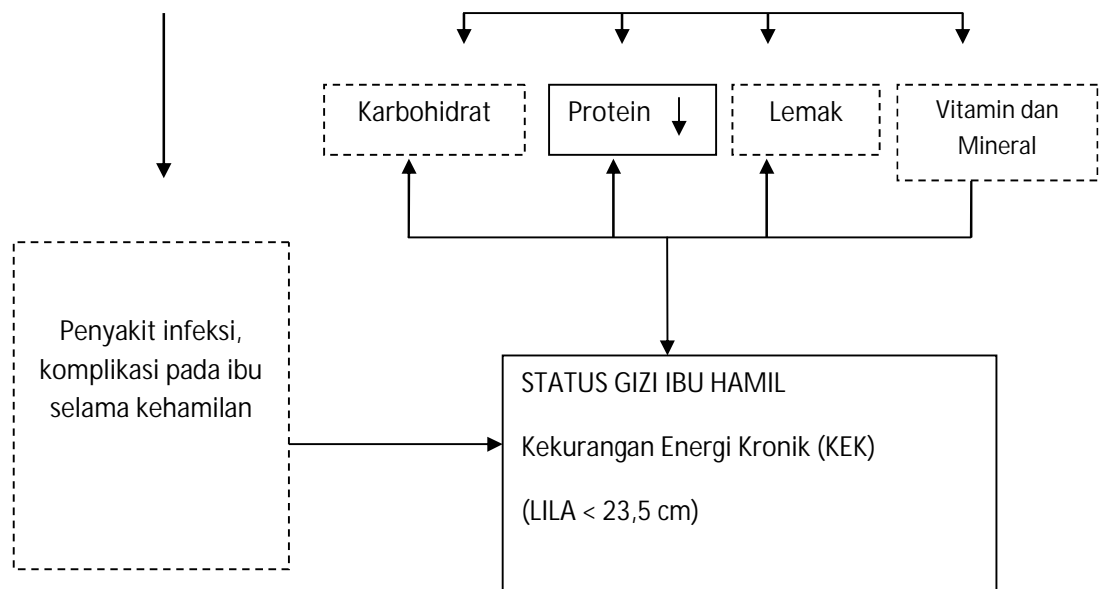 Karbohidrat
Protein
Lemak
Vitamin dan
Mineral
Penyakit infeksi,
komplikasi pada ibu
selama kehamilan
STATUS GIZI IBU HAMIL
Kekurangan Energi Kronik (KEK)
(LILA < 23,5 cm)